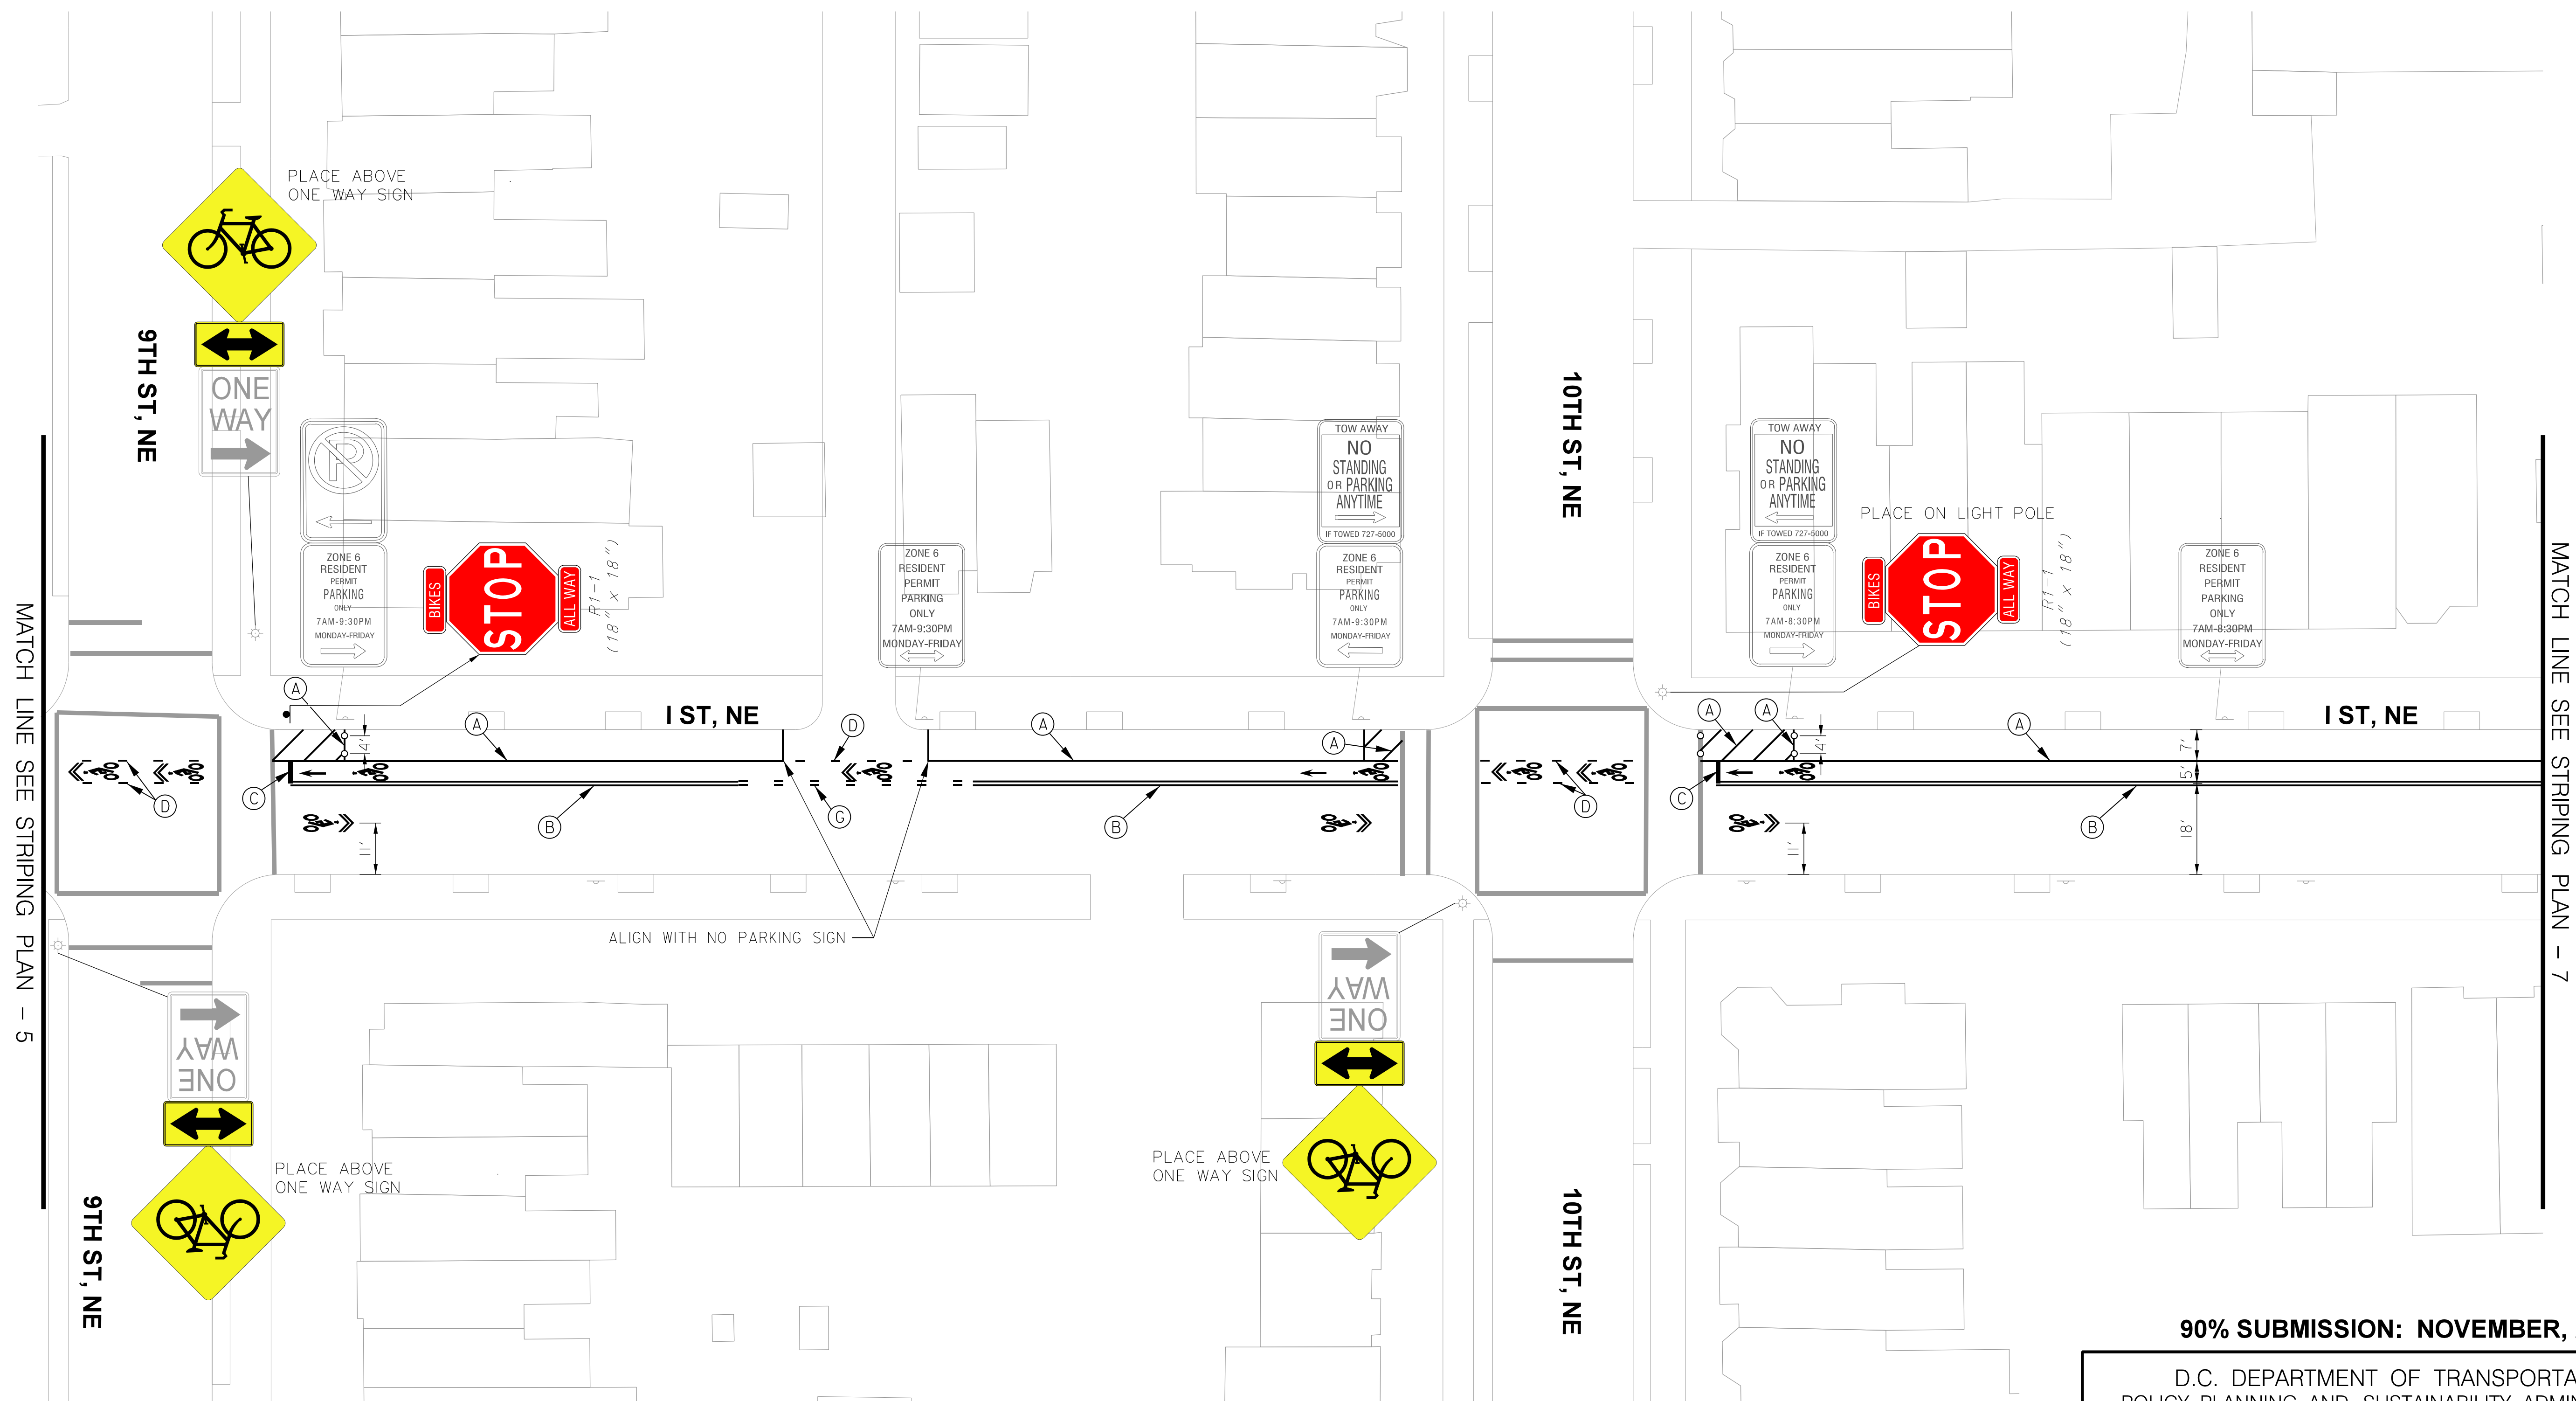 PLACE ABOVE
ONE WAY SIGN
9TH ST, NE
ONE
WAY
P
ZONE 6
RESIDENT
PERMIT
PARKING
ONLY
7AM-9:30PM
MONDAY-FRIDAY
BIKES
STOP
ALL WAY
R1-1
(18" X 18")
ZONE 6
RESIDENT
PERMIT
PARKING
ONLY
7AM-9:30PM
MONDAY-FRIDAY
TOW AWAY
NO
STANDING
OR PARKING
ANYTIME
IF TOWED 727-5000
ZONE 6
RESIDENT
PERMIT
PARKING
ONLY
7AM-9:30PM
MONDAY-FRIDAY
10TH ST, NE
TOW AWAY
NO
STANDING
OR PARKING
ANYTIME
IF TOWED 727-5000
ZONE 6
RESIDENT
PERMIT
PARKING
ONLY
7AM-8:30PM
MONDAY-FRIDAY
PLACE ON LIGHT POLE
BIKES
STOP
ALL WAY
R1-1
(18" X 18")
ZONE 6
RESIDENT
PERMIT
PARKING
ONLY
7AM-8:30PM
MONDAY-FRIDAY
MATCH LINE SEE STRIPING PLAN - 5
MATCH LINE SEE STRIPING PLAN - 7
A
A
I ST, NE
D
A
A
A
A
A
I ST, NE
4'
4'
7'
5'
18'
D
C
B
G
B
D
C
B
11'
11'
ALIGN WITH NO PARKING SIGN
ONE
WAY
PLACE ABOVE
ONE WAY SIGN
9TH ST, NE
ONE
WAY
PLACE ABOVE
ONE WAY SIGN
10TH ST, NE
90% SUBMISSION: NOVEMBER,
D.C. DEPARTMENT OF TRANSPORTA
POLICY PLANNING AND SUSTAINABILITY ADMIN